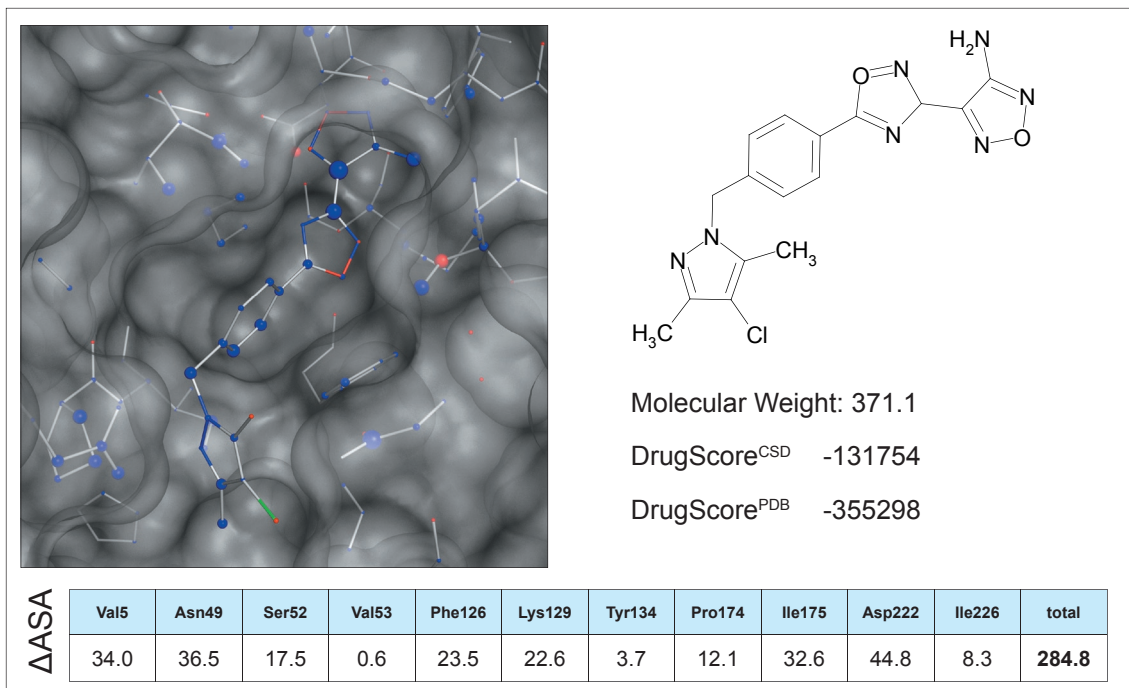 H₂N
O
N
N
N
O
N
N
N
CH₃
H₃C
Cl
Molecular Weight: 371.1
DrugScoreᶜˢᴰ -131754
DrugScoreᴾᴰᴮ -355298
ΔASA
Val5 Asn49 Ser52 Val53 Phe126 Lys129 Tyr134 Pro174 Ile175 Asp222 Ile226 total
34.0 36.5 17.5 0.6 23.5 22.6 3.7 12.1 32.6 44.8 8.3 284.8